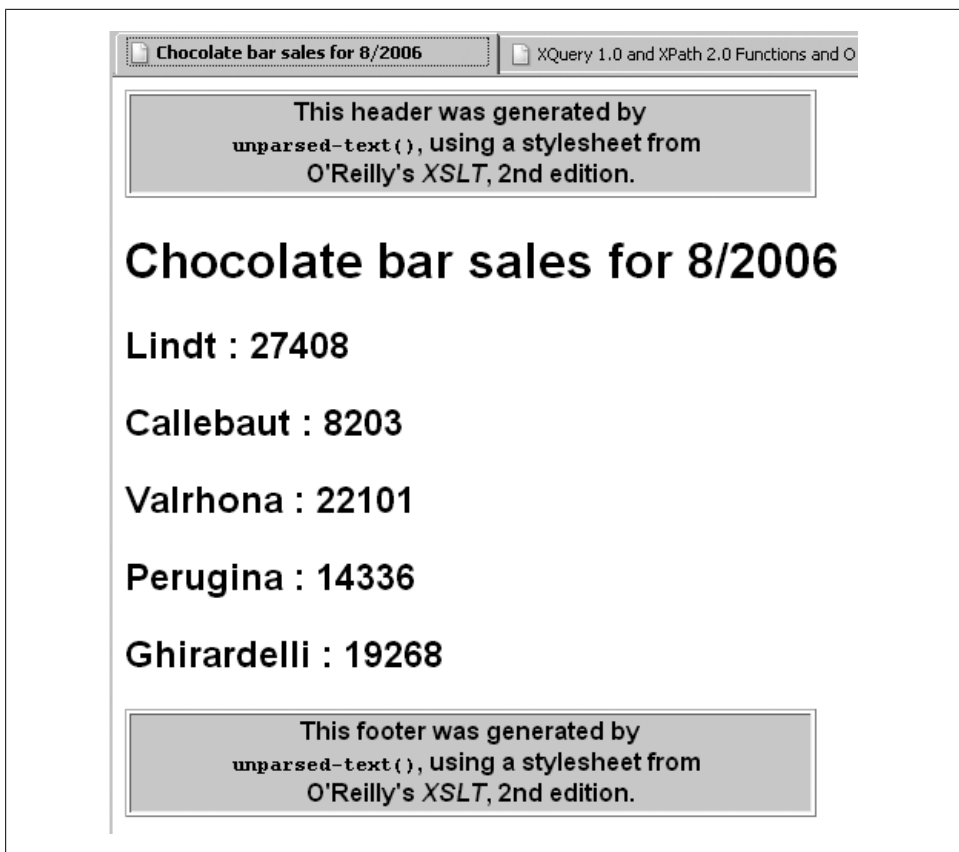 Chocolate bar sales for 8/2006
XQuery 1.0 and XPath 2.0 Functions and O
This header was generated by
unparsed-text(), using a stylesheet from
O'Reilly's XSLT, 2nd edition.
Chocolate bar sales for 8/2006
Lindt : 27408
Callebaut : 8203
Valrhona : 22101
Perugina : 14336
Ghirardelli : 19268
This footer was generated by
unparsed-text(), using a stylesheet from
O'Reilly's XSLT, 2nd edition.